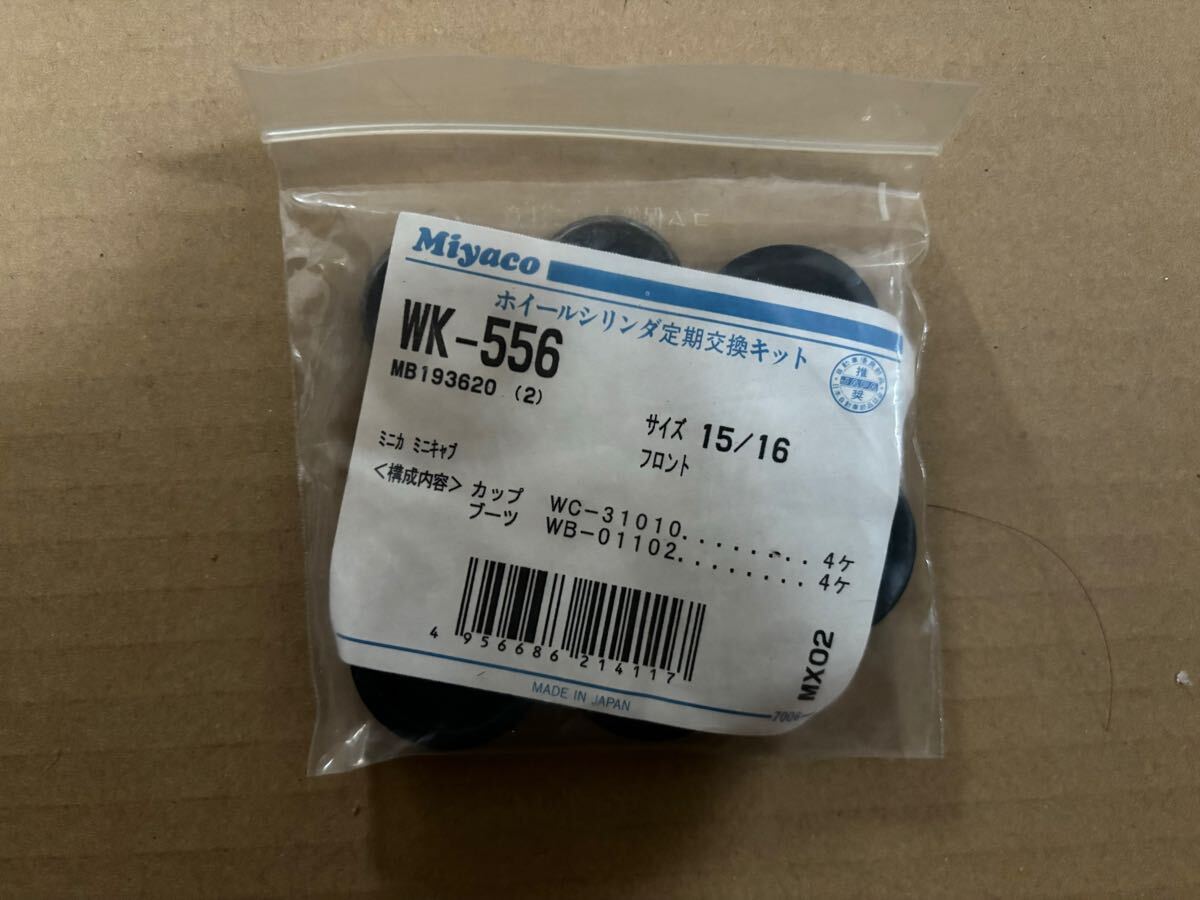 Miyaco
ホイールシリンダ定期交換キット
WK-556
MB193620 (2)
推
奨
サイズ 15/16
フロント
ミニカ ミニキャブ
<構成内容> カップ WC-31010........ 4ケ
ブーツ WB-01102........ 4ケ
4 956686 214117
MADE IN JAPAN
MX02